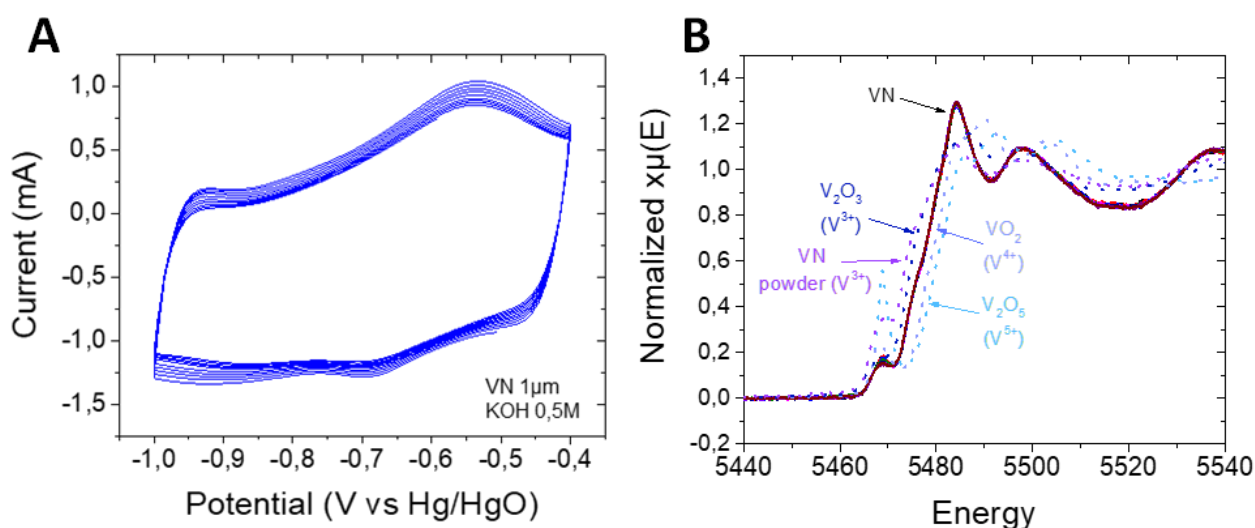 A
1,0
0,5
0,0
-0,5
-1,0
-1,5
Current (mA)
VN 1µm
KOH 0,5M
-1,0 -0,9 -0,8 -0,7 -0,6 -0,5 -0,4
Potential (V vs Hg/HgO)
B
1,4
1,2
1,0
0,8
0,6
0,4
0,2
0,0
-0,2
Normalized xµ(E)
VN
V₂O₃
(V³⁺)
VN
powder (V³⁺)
VO₂
(V⁴⁺)
V₂O₅
(V⁵⁺)
5440 5460 5480 5500 5520 5540
Energy